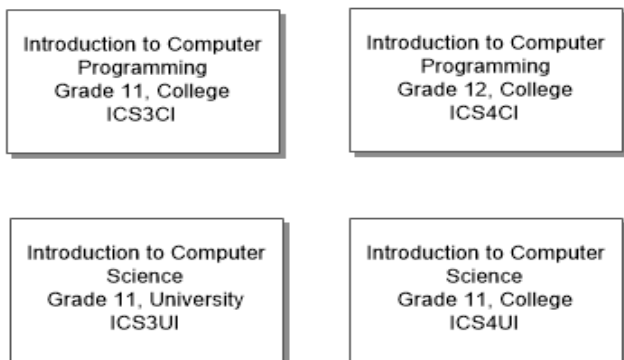 Introduction to Computer
Programming
Grade 11, College
ICS3CI
Introduction to Computer
Programming
Grade 12, College
ICS4CI
Introduction to Computer
Science
Grade 11, University
ICS3UI
Introduction to Computer
Science
Grade 11, College
ICS4UI